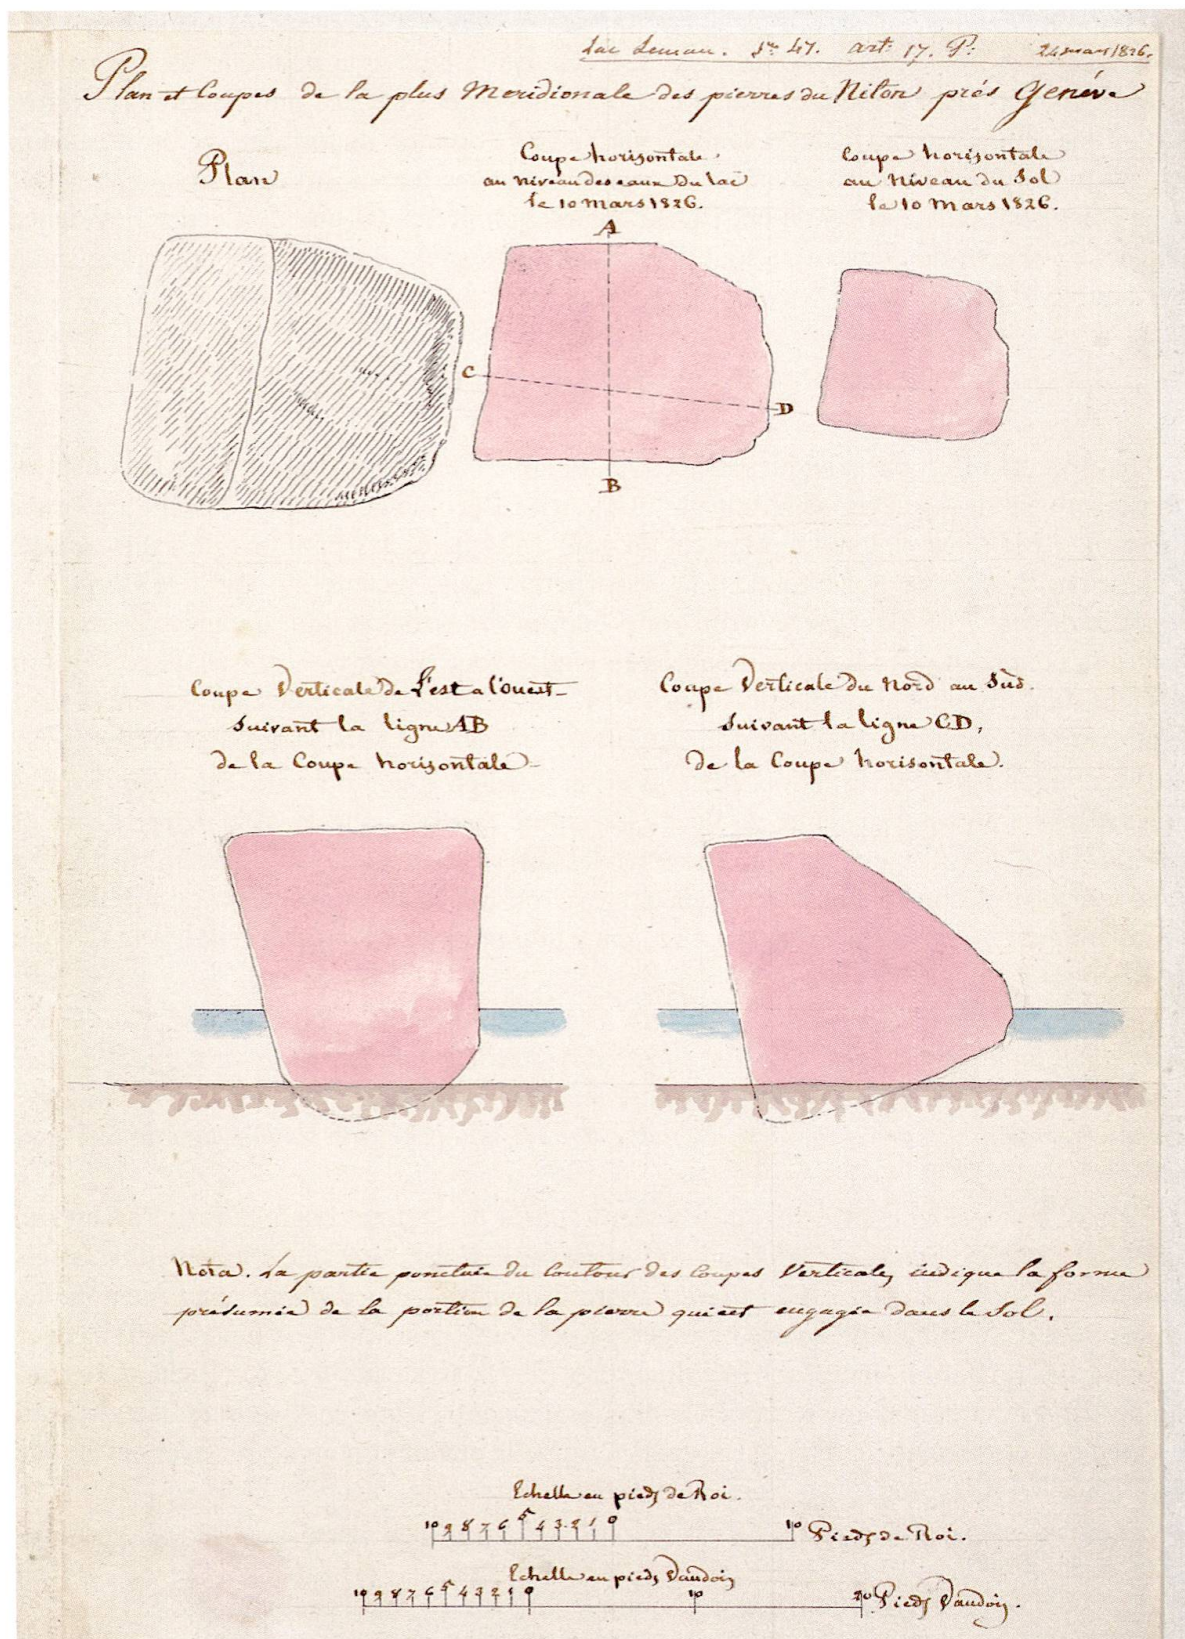 Lac Leman. Nº 47. art. 17. P. 24 mars 1826.
Plan et Coupes de la plus Meridionale des pierres du Niton près Genéve
Plan
Coupe horisontale
au niveau des eaux du lac
le 10 Mars 1826.
Coupe horisontale
au niveau du Sol
le 10 Mars 1826.
A
C
D
B
Coupe Verticale de l'est a l'ouest
suivant la ligne AB
de la Coupe horisontale
Coupe Verticale du Nord au Sud.
suivant la ligne CD,
de la Coupe horisontale.
Nota. La partie ponctuée du contour des coupes Verticales, indique la forme
présumée de la portion de la pierre qui est engagée dans le Sol.
Echelle en pieds de Roi.
10 9 8 7 6 5 4 3 2 1 0 10 Pieds de Roi.
Echelle en pieds Vaudois
10 9 8 7 6 5 4 3 2 1 0 10 20 Pieds Vaudois.